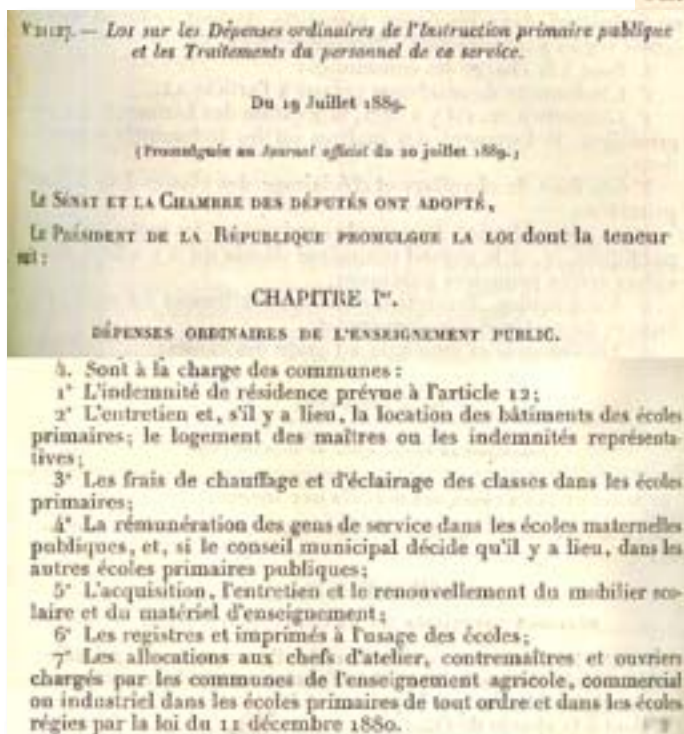 N° 21127. — Loi sur les Dépenses ordinaires de l'Instruction primaire publique
et les Traitements du personnel de ce service.
Du 19 Juillet 1889.
(Promulguée au Journal officiel du 20 juillet 1889.)
LE SÉNAT ET LA CHAMBRE DES DÉPUTÉS ONT ADOPTÉ,
LE PRÉSIDENT DE LA RÉPUBLIQUE PROMULGUE LA LOI dont la teneur
suit :
CHAPITRE Ier.
DÉPENSES ORDINAIRES DE L'ENSEIGNEMENT PUBLIC.
4. Sont à la charge des communes :
1° L'indemnité de résidence prévue à l'article 12;
2° L'entretien et, s'il y a lieu, la location des bâtiments des écoles
primaires; le logement des maîtres ou les indemnités représenta-
tives;
3° Les frais de chauffage et d'éclairage des classes dans les écoles
primaires;
4° La rémunération des gens de service dans les écoles maternelles
publiques, et, si le conseil municipal décide qu'il y a lieu, dans les
autres écoles primaires publiques;
5° L'acquisition, l'entretien et le renouvellement du mobilier sco-
laire et du matériel d'enseignement;
6° Les registres et imprimés à l'usage des écoles;
7° Les allocations aux chefs d'atelier, contremaîtres et ouvriers
chargés par les communes de l'enseignement agricole, commercial
ou industriel dans les écoles primaires de tout ordre et dans les écoles
régies par la loi du 11 décembre 1880.